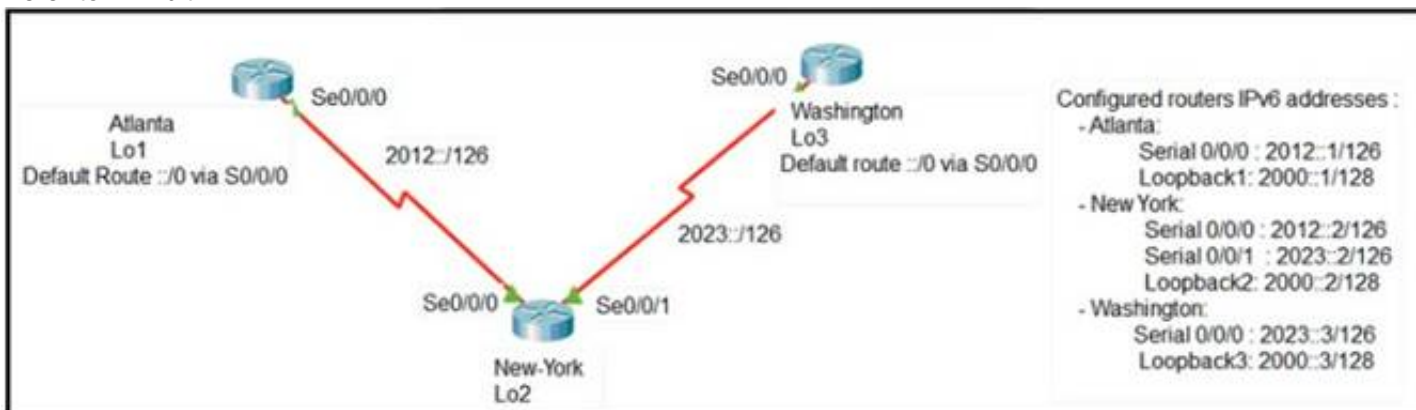 Se0/0/0
Atlanta
Lo1
Default Route ::/0 via S0/0/0
2012::/126
Se0/0/0
Washington
Lo3
Default route ::/0 via S0/0/0
2023::/126
Se0/0/0
Se0/0/1
New-York
Lo2
Configured routers IPv6 addresses :
- Atlanta:
Serial 0/0/0 : 2012::1/126
Loopback1: 2000::1/128
- New York:
Serial 0/0/0 : 2012::2/126
Serial 0/0/1 : 2023::2/126
Loopback2: 2000::2/128
- Washington:
Serial 0/0/0 : 2023::3/126
Loopback3: 2000::3/128